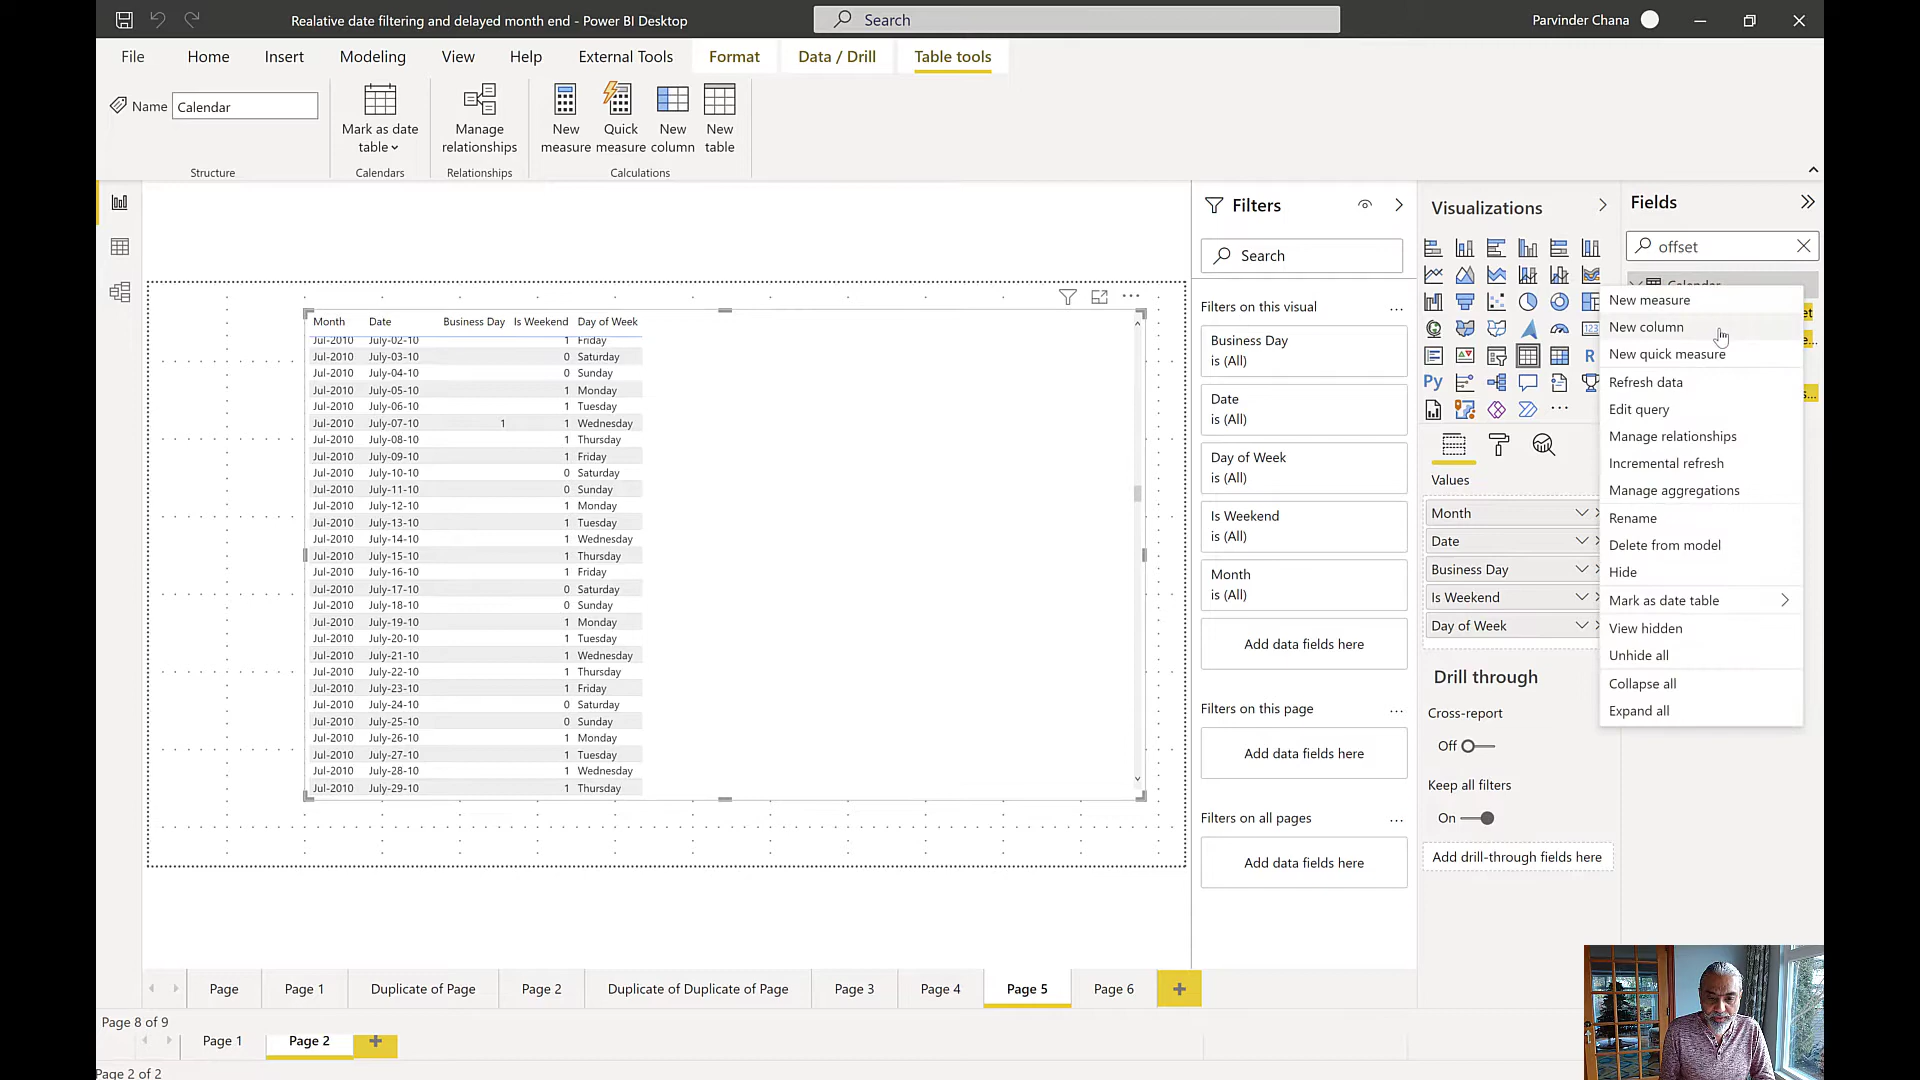 Realative date filtering and delayed month end - Power BI Desktop
Search
Parvinder Chana
File
Home
Insert
Modeling
View
Help
External Tools
Format
Data / Drill
Table tools
Name
Calendar
Mark as date table
Manage relationships
New measure
Quick measure
New column
New table
Structure
Calendars
Relationships
Calculations
Month Date Business Day Is Weekend Day of Week
Jul-2010 July-02-10 1 Friday
Jul-2010 July-03-10 0 Saturday
Jul-2010 July-04-10 0 Sunday
Jul-2010 July-05-10 1 Monday
Jul-2010 July-06-10 1 Tuesday
Jul-2010 July-07-10 1 1 Wednesday
Jul-2010 July-08-10 1 Thursday
Jul-2010 July-09-10 1 Friday
Jul-2010 July-10-10 0 Saturday
Jul-2010 July-11-10 0 Sunday
Jul-2010 July-12-10 1 Monday
Jul-2010 July-13-10 1 Tuesday
Jul-2010 July-14-10 1 Wednesday
Jul-2010 July-15-10 1 Thursday
Jul-2010 July-16-10 1 Friday
Jul-2010 July-17-10 0 Saturday
Jul-2010 July-18-10 0 Sunday
Jul-2010 July-19-10 1 Monday
Jul-2010 July-20-10 1 Tuesday
Jul-2010 July-21-10 1 Wednesday
Jul-2010 July-22-10 1 Thursday
Jul-2010 July-23-10 1 Friday
Jul-2010 July-24-10 0 Saturday
Jul-2010 July-25-10 0 Sunday
Jul-2010 July-26-10 1 Monday
Jul-2010 July-27-10 1 Tuesday
Jul-2010 July-28-10 1 Wednesday
Jul-2010 July-29-10 1 Thursday
Filters
Search
Filters on this visual
Business Day
is (All)
Date
is (All)
Day of Week
is (All)
Is Weekend
is (All)
Month
is (All)
Add data fields here
Filters on this page
Add data fields here
Filters on all pages
Add data fields here
Visualizations
123
R
Py
Values
Month
Date
Business Day
Is Weekend
Day of Week
Drill through
Cross-report
Off
Keep all filters
On
Add drill-through fields here
Fields
offset
Calendar
New measure
New column
New quick measure
Refresh data
Edit query
Manage relationships
Incremental refresh
Manage aggregations
Rename
Delete from model
Hide
Mark as date table
View hidden
Unhide all
Collapse all
Expand all
Page
Page 1
Duplicate of Page
Page 2
Duplicate of Duplicate of Page
Page 3
Page 4
Page 5
Page 6
Page 8 of 9
Page 1
Page 2
Page 2 of 2